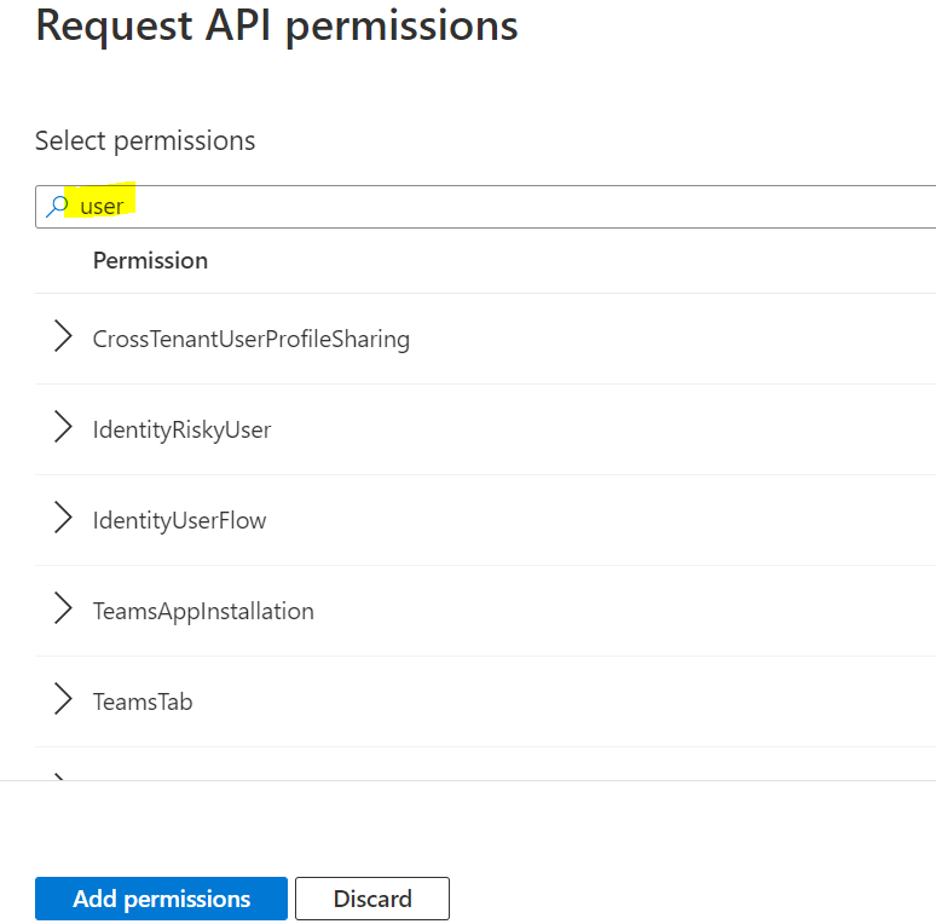 Request API permissions
Select permissions
user
Permission
CrossTenantUserProfileSharing
IdentityRiskyUser
IdentityUserFlow
TeamsAppInstallation
TeamsTab
Add permissions
Discard